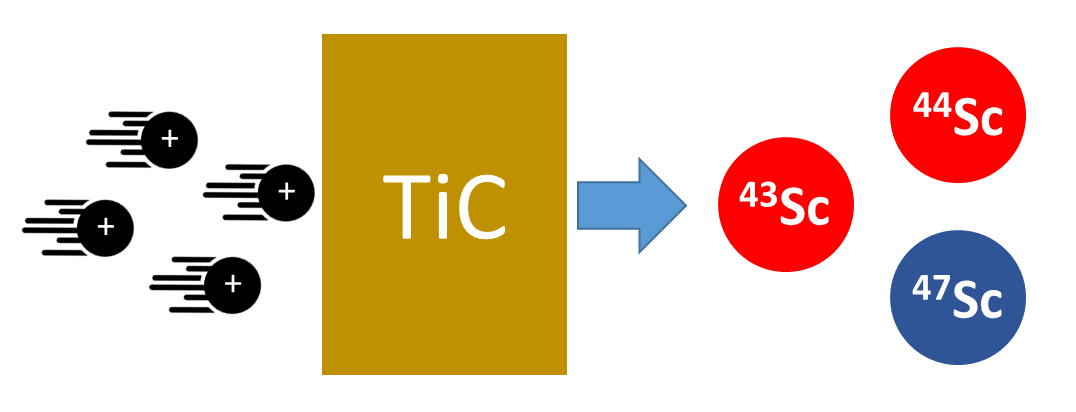 +
+
+
+
TiC
⁴³Sc
⁴⁴Sc
⁴⁷Sc